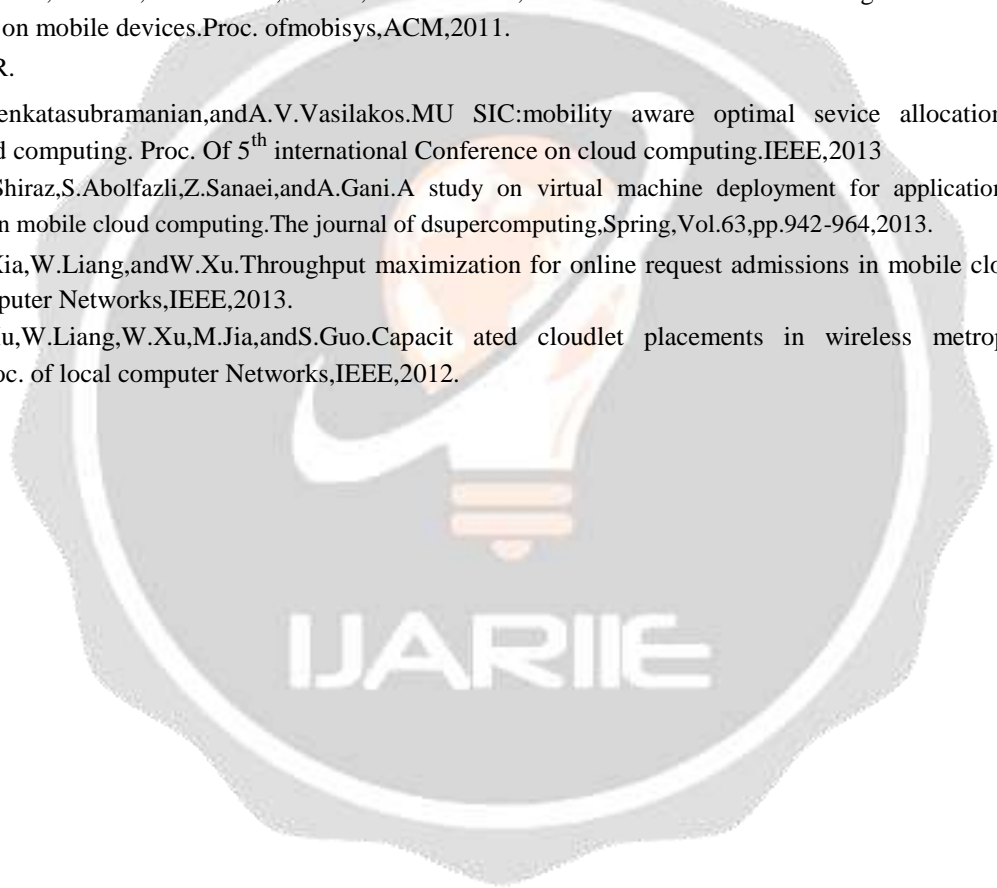 on mobile devices.Proc. ofmobisys,ACM,2011.
R.
enkatasubramanian,andA.V.Vasilakos.MU SIC:mobility aware optimal sevice allocation
d computing. Proc. Of 5th international Conference on cloud computing.IEEE,2013
Shiraz,S.Abolfazli,Z.Sanaei,andA.Gani.A study on virtual machine deployment for application
n mobile cloud computing.The journal of dsupercomputing,Spring,Vol.63,pp.942-964,2013.
Xia,W.Liang,andW.Xu.Throughput maximization for online request admissions in mobile clo
puter Networks,IEEE,2013.
u,W.Liang,W.Xu,M.Jia,andS.Guo.Capacit ated cloudlet placements in wireless metrop
oc. of local computer Networks,IEEE,2012.
IJARIIE